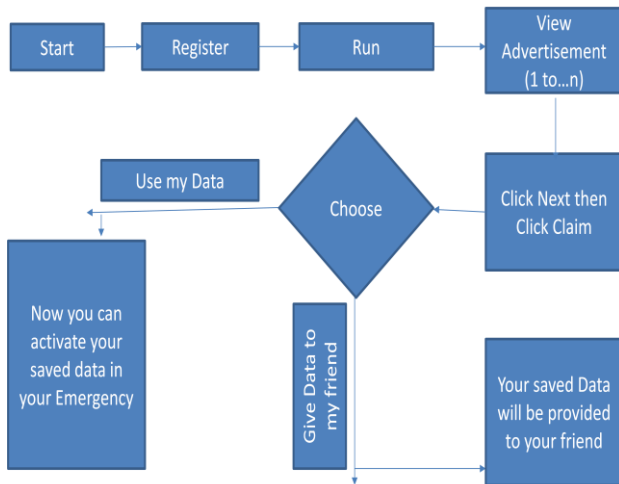 Start
Register
Run
View
Advertisement
(1 to...n)
Use my Data
Choose
Click Next then
Click Claim
Now you can
activate your
saved data in
your Emergency
Give Data to
my friend
Your saved Data
will be provided
to your friend